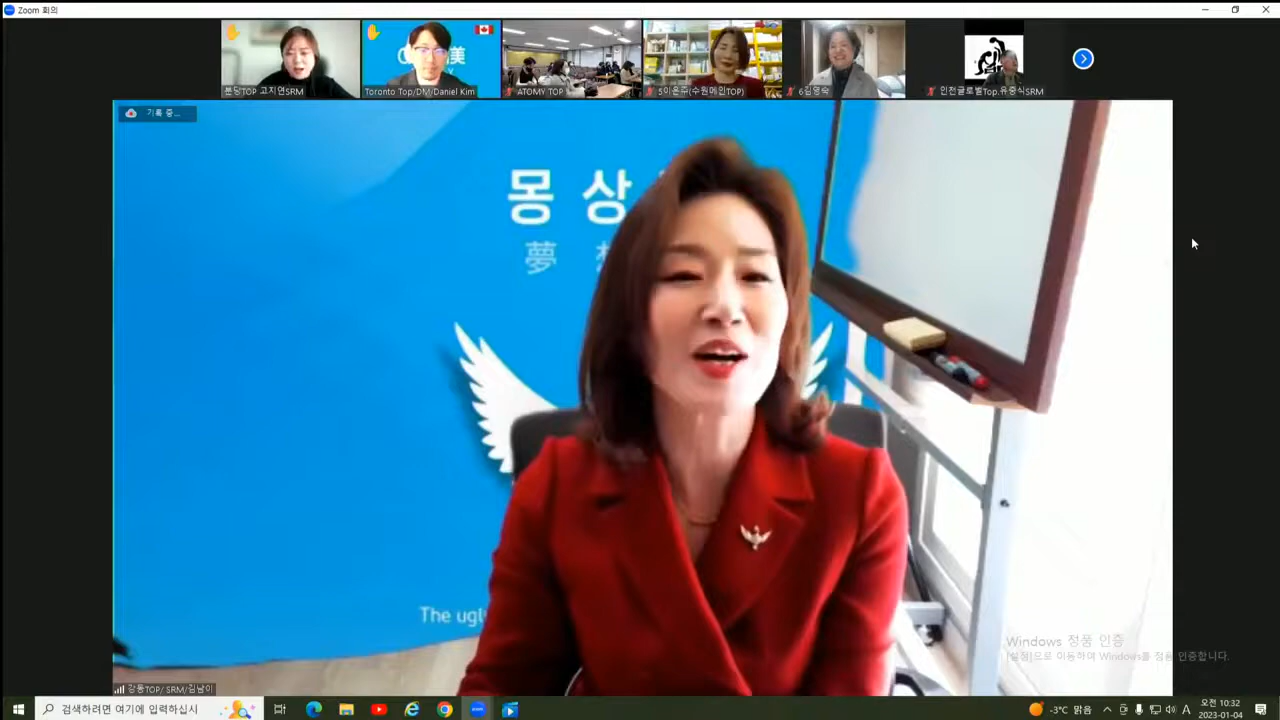 Zoom 회의
분당TOP 고지연SRM
Toronto Top/DM/Daniel Kim
ATOMY TOP
5이운주(수원메인TOP)
6김영숙
인천글로벌Top.유중식SRM
기록 중...
몽 상
夢
The ugl
Windows 정품 인증
[설정]으로 이동하여 Windows를 정품 인증합니다.
강통TOP/ SRM/김남이
검색하려면 여기에 입력하십시
-3°C 맑음
A
오전 10:32
2023-01-04